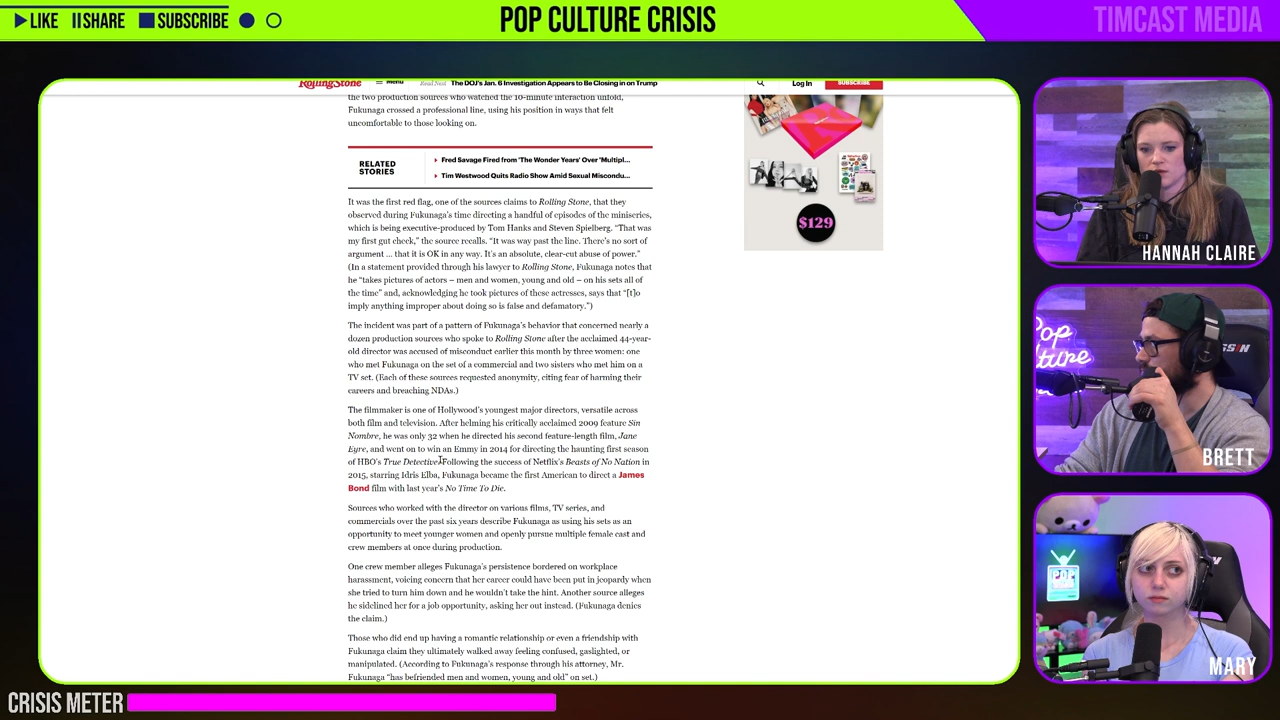 LIKE SHARE SUBSCRIBE
POP CULTURE CRISIS
TIMCAST MEDIA
RollingStone Menu Read Next The DOJ's Jan. 6 Investigation Appears to Be Closing in on Trump Log In SUBSCRIBE
the two production sources who watched the 10-minute interaction unfold,
Fukunaga crossed a professional line, using his position in ways that felt
uncomfortable to those looking on.
RELATED
STORIES
Fred Savage Fired from 'The Wonder Years' Over 'Multipl...
Tim Westwood Quits Radio Show Amid Sexual Miscondu...
It was the first red flag, one of the sources claims to Rolling Stone, that they
observed during Fukunaga's time directing a handful of episodes of the miniseries,
which is being executive-produced by Tom Hanks and Steven Spielberg. “That was
my first gut check,” the source recalls. “It was way past the line. There's no sort of
argument ... that it is OK in any way. It's an absolute, clear-cut abuse of power.”
(In a statement provided through his lawyer to Rolling Stone, Fukunaga notes that
he “takes pictures of actors – men and women, young and old – on his sets all of
the time” and, acknowledging he took pictures of these actresses, says that “[t]o
imply anything improper about doing so is false and defamatory.”)
The incident was part of a pattern of Fukunaga's behavior that concerned nearly a
dozen production sources who spoke to Rolling Stone after the acclaimed 44-year-
old director was accused of misconduct earlier this month by three women: one
who met Fukunaga on the set of a commercial and two sisters who met him on a
TV set. (Each of these sources requested anonymity, citing fear of harming their
careers and breaching NDAs.)
The filmmaker is one of Hollywood's youngest major directors, versatile across
both film and television. After helming his critically acclaimed 2009 feature Sin
Nombre, he was only 32 when he directed his second feature-length film, Jane
Eyre, and went on to win an Emmy in 2014 for directing the haunting first season
of HBO's True Detective. Following the success of Netflix's Beasts of No Nation in
2015, starring Idris Elba, Fukunaga became the first American to direct a James
Bond film with last year's No Time To Die.
Sources who worked with the director on various films, TV series, and
commercials over the past six years describe Fukunaga as using his sets as an
opportunity to meet younger women and openly pursue multiple female cast and
crew members at once during production.
One crew member alleges Fukunaga's persistence bordered on workplace
harassment, voicing concern that her career could have been put in jeopardy when
she tried to turn him down and he wouldn't take the hint. Another source alleges
he sidelined her for a job opportunity, asking her out instead. (Fukunaga denies
the claim.)
Those who did end up having a romantic relationship or even a friendship with
Fukunaga claim they ultimately walked away feeling confused, gaslighted, or
manipulated. (According to Fukunaga's response through his attorney, Mr.
Fukunaga “has befriended men and women, young and old” on set.)
$129
HANNAH CLAIRE
BRETT
MARY
CRISIS METER